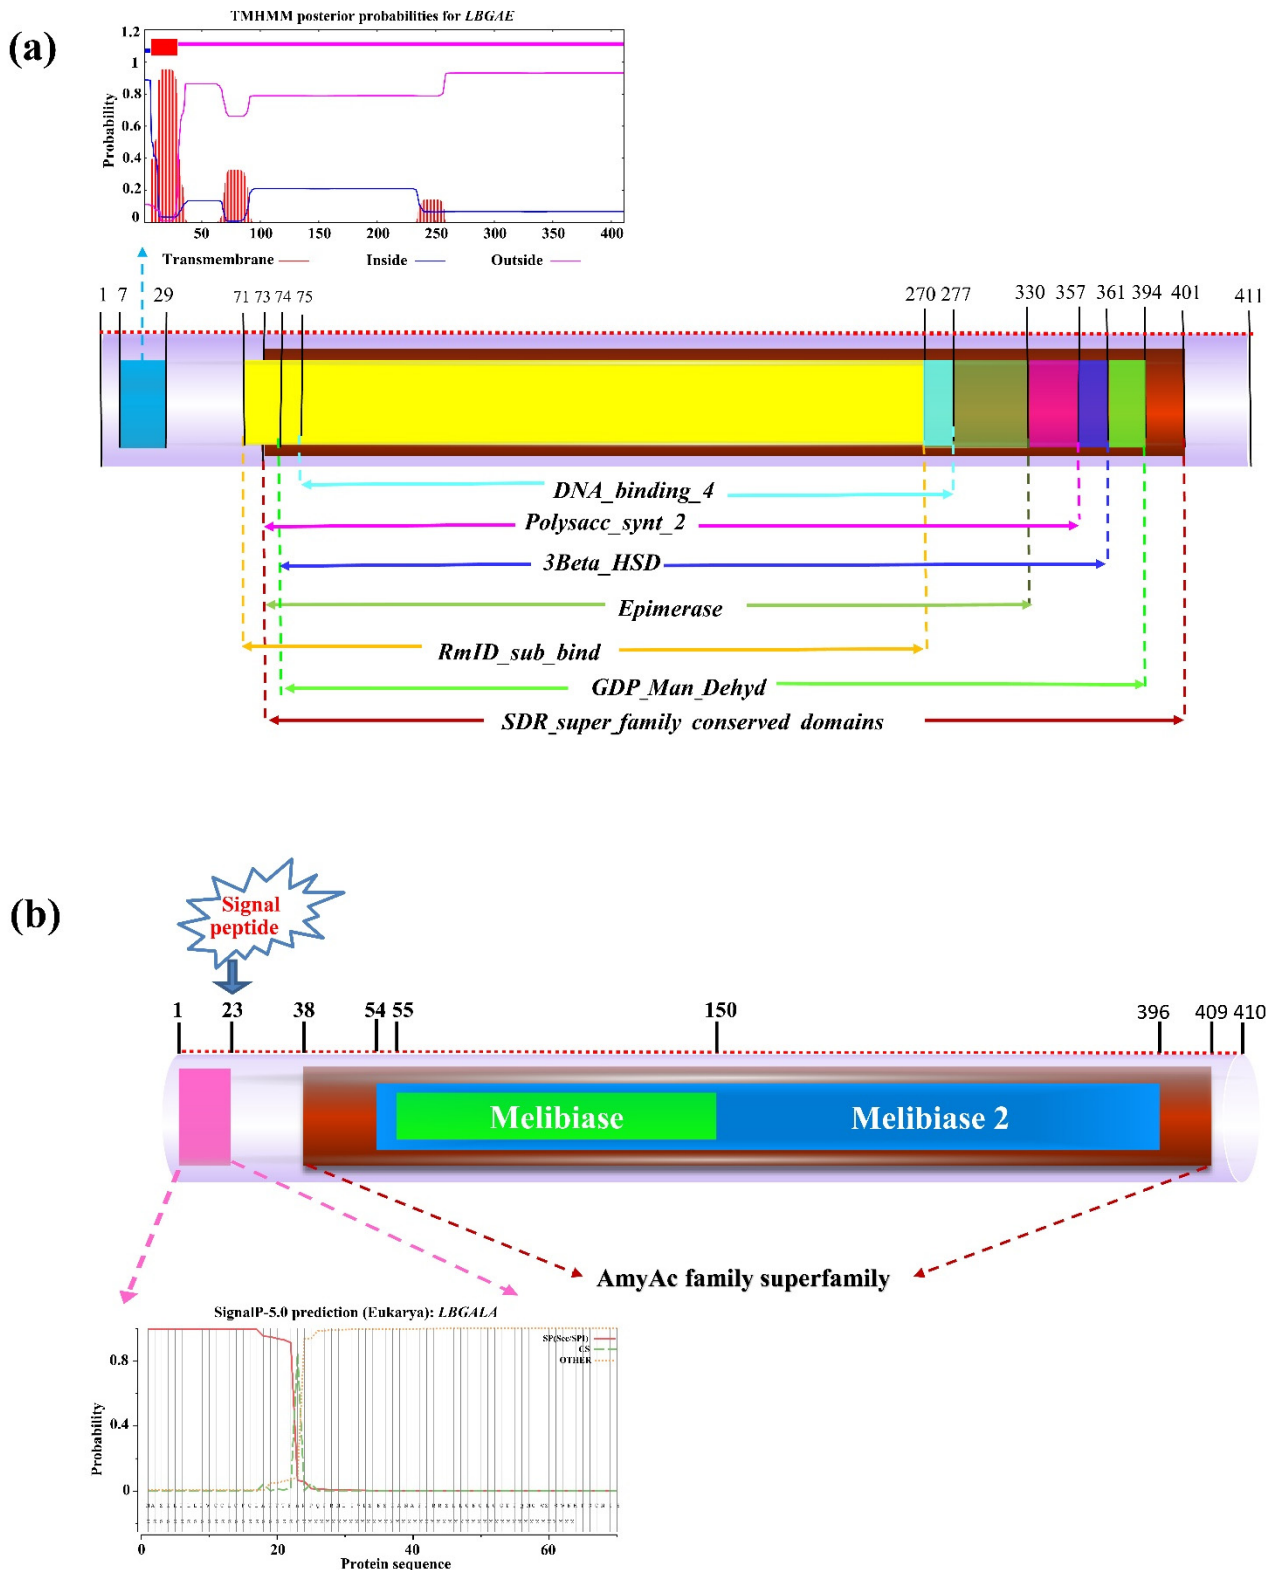 TMHMM posterior probabilities for LBGAE
(a)
1.2
1
0.8
0.6
0.4
0.2
0
Probability
50 100 150 200 250 300 350 400
Transmembrane Inside Outside
1 7 29 71 73 74 75 270 277 330 357 361 394 401 411
DNA_binding_4
Polysacc_synt_2
3Beta_HSD
Epimerase
RmID_sub_bind
GDP_Man_Dehyd
SDR_super_family conserved domains
(b)
Signal
peptide
1 23 38 54 55 150 396 409 410
Melibiase Melibiase 2
AmyAc family superfamily
SignalP-5.0 prediction (Eukarya): LBGALA
SP(Sec/SPI)
CS
OTHER
0.8
0.4
0
Probability
0 20 40 60
Protein sequence